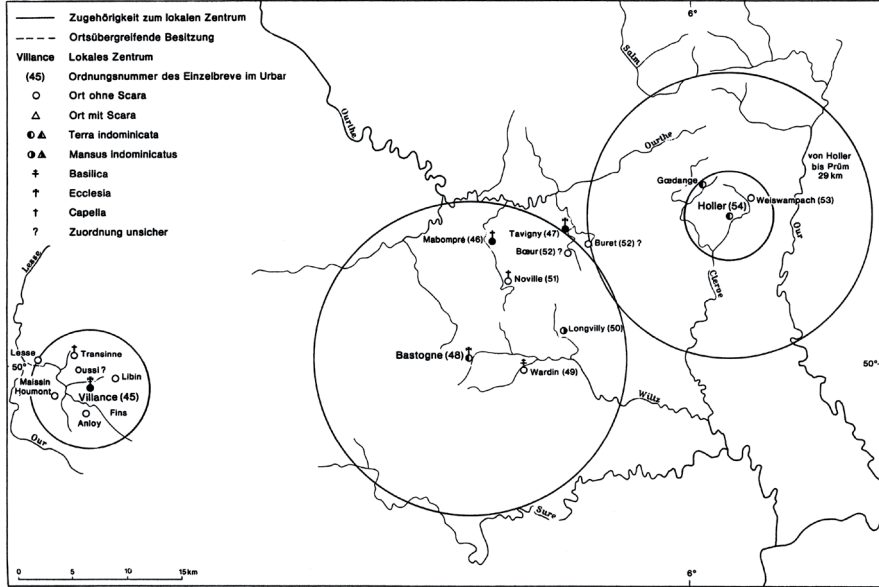 Zugehörigkeit zum lokalen Zentrum
Ortsübergreifende Besitzung
Villance Lokales Zentrum
(45) Ordnungsnummer des Einzelbreve im Urbar
Ort ohne Scara
Ort mit Scara
Terra indominicata
Mansus indominicatus
Basilica
Ecclesia
Capella
? Zuordnung unsicher
6°
Salm
Ourthe
Ourthe
von Holler
bis Prüm
29 km
Gœdange
Weiswampach (53)
Holler (54)
Our
Clerve
Tavigny (47)
Mabompré (46)
Buret (52) ?
Bœur (52) ?
Noville (51)
Longvilly (50)
Bastogne (48)
Wardin (49)
Wiltz
Sure
Lesse
Lesse
50°
50°
Transinne
Oussi ?
Libin
Maissin
Houmont
Villance (45)
Fins
Anloy
Our
0 5 10 15 km
6°